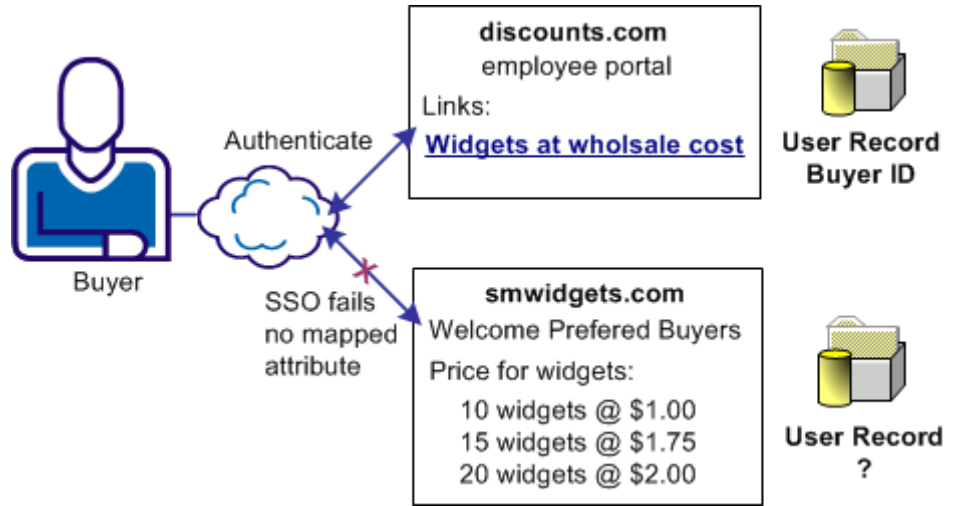 discounts.com
employee portal
Links:
Widgets at wholsale cost
User Record
Buyer ID
Authenticate
Buyer
SSO fails
no mapped
attribute
smwidgets.com
Welcome Prefered Buyers
Price for widgets:
10 widgets @ $1.00
15 widgets @ $1.75
20 widgets @ $2.00
User Record
?